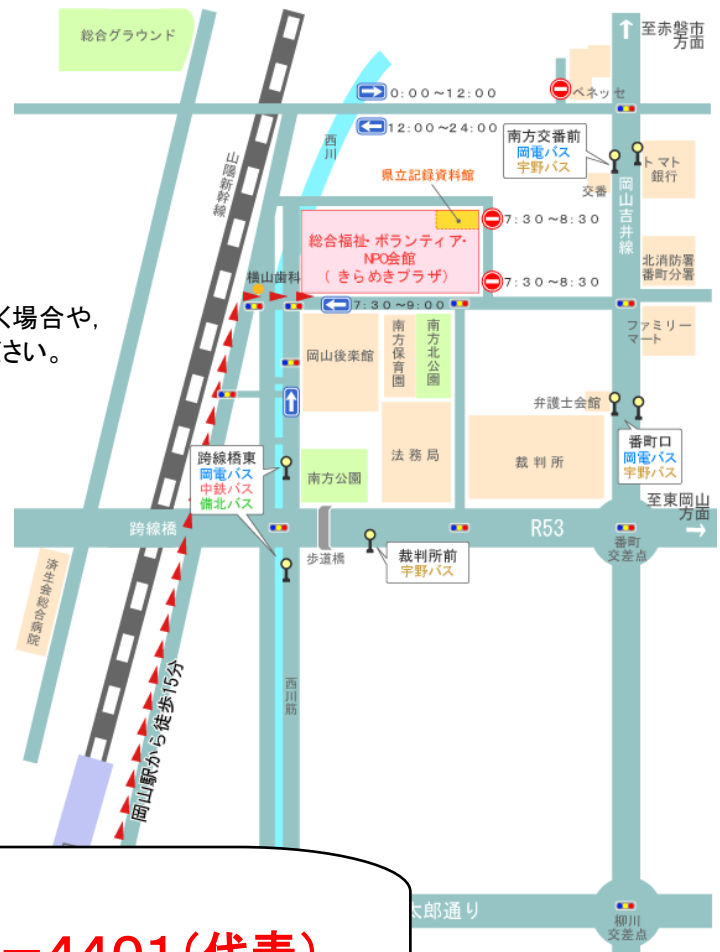 総合グラウンド
至赤磐市
方面
ベネッセ
0:00～12:00
12:00～24:00
西川
南方交番前
岡電バス
宇野バス
山陽新幹線
県立記録資料館
交番
トマト
銀行
岡山吉井線
7:30～8:30
総合福祉・ボランティア・
NPO会館
(きらめきプラザ)
北消防署
番町分署
横山歯科
7:30～8:30
7:30～9:00
く場合や,
ださい。
岡山後楽館
南方保育園
南方北公園
ファミリー
マート
弁護士会館
番町口
岡電バス
宇野バス
跨線橋東
岡電バス
中鉄バス
備北バス
南方公園
法務局
裁判所
至東岡山
方面
跨線橋
R53
番町
交差点
歩道橋
裁判所前
宇野バス
済生会総合病院
西川筋
岡山駅から徒歩15分
太郎通り
柳川
交差点
－4401(代表)